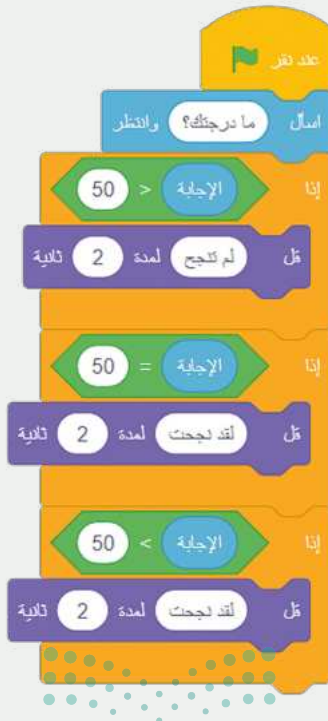 عند نقر
اسأل ما درجتك؟ وانتظر
إذا الإجابة < 50
قل لم تنجح لمدة 2 ثانية
إذا الإجابة = 50
قل لقد نجحت لمدة 2 ثانية
إذا الإجابة > 50
قل لقد نجحت لمدة 2 ثانية